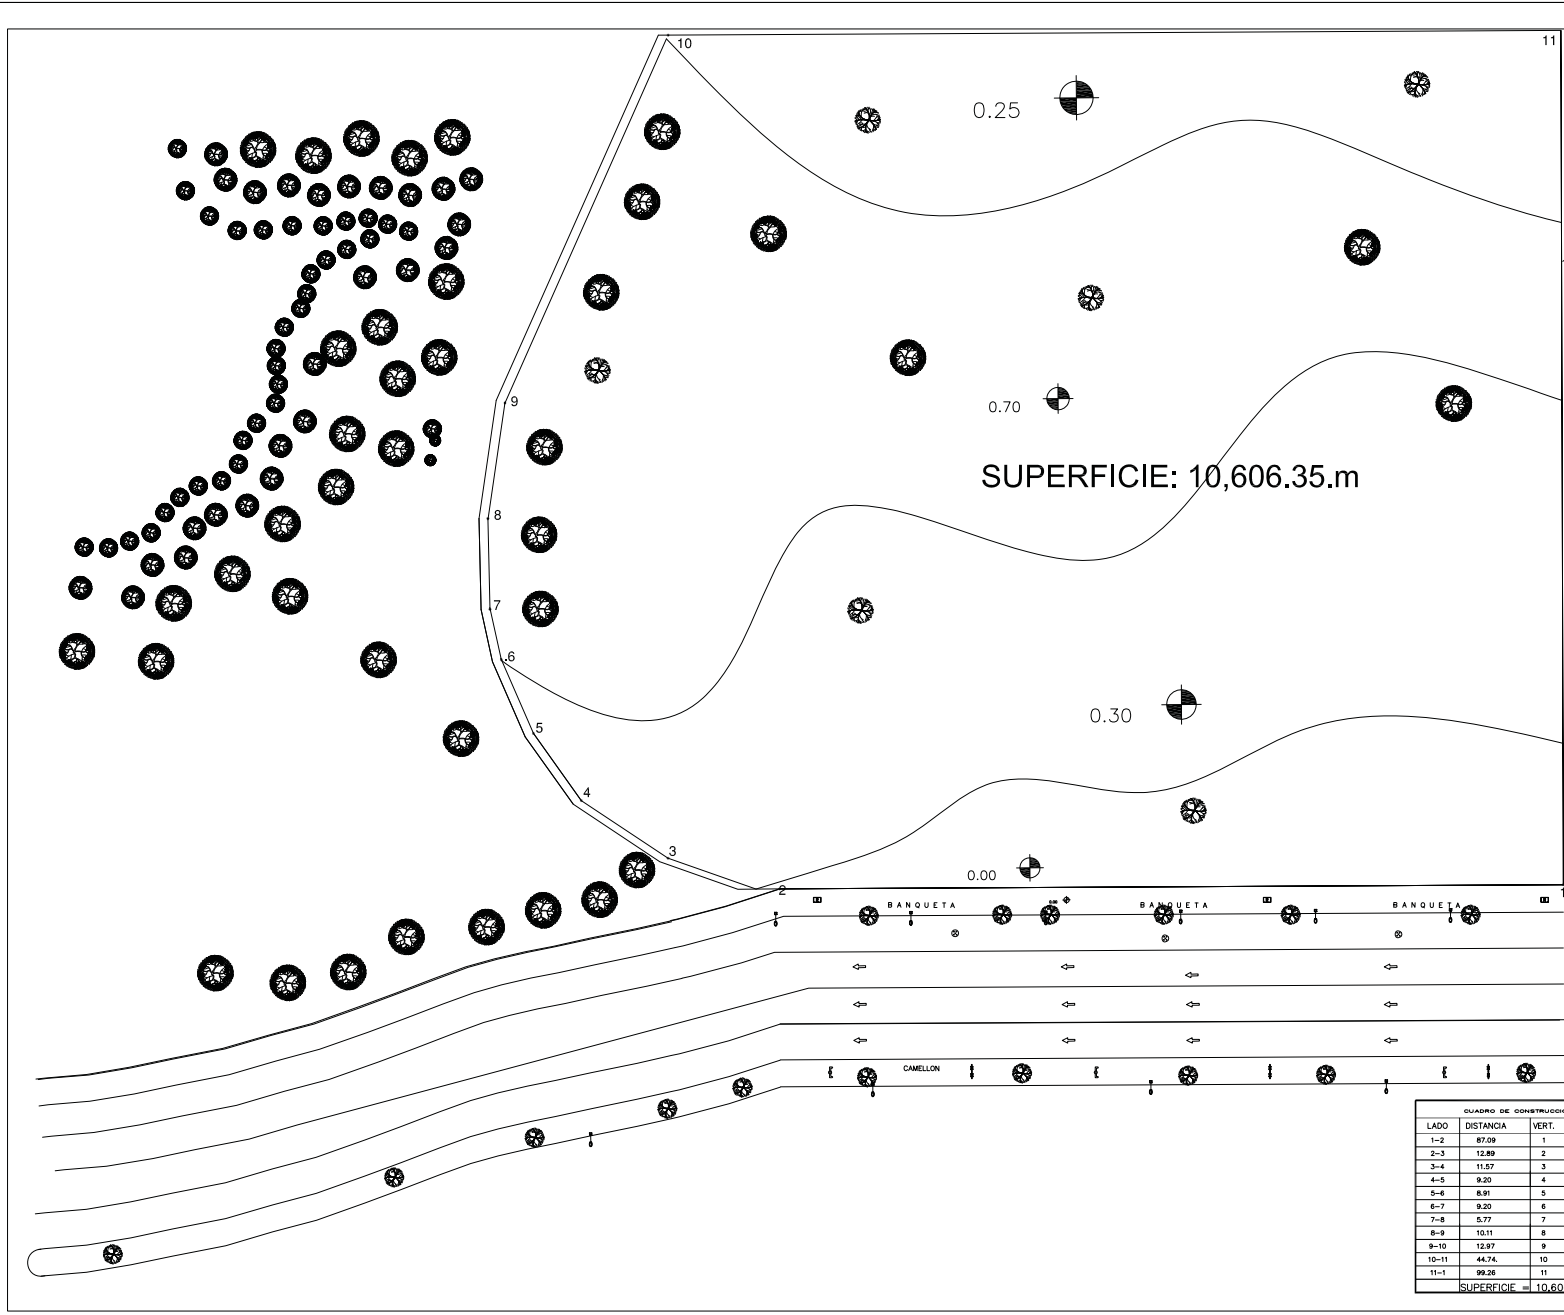 10
11
0.25
9
0.70
SUPERFICIE: 10,606.35.m
8
7
6
0.30
5
4
3
0.00
2
1
BANQUETA BANQUETA BANQUETA
CAMELLON
CUADRO DE CONSTRUCCI
LADO DISTANCIA VERT.
1-2 87.09 1
2-3 12.89 2
3-4 11.57 3
4-5 9.20 4
5-6 8.91 5
6-7 9.20 6
7-8 5.77 7
8-9 10.11 8
9-10 12.97 9
10-11 44.74. 10
11-1 99.26 11
SUPERFICIE = 10,60